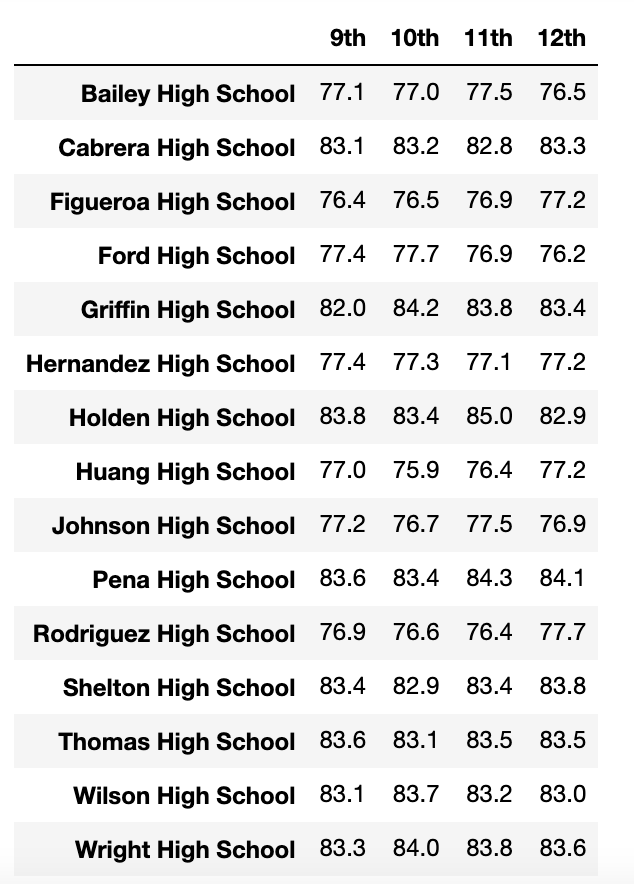 9th 10th 11th 12th
Bailey High School 77.1 77.0 77.5 76.5
Cabrera High School 83.1 83.2 82.8 83.3
Figueroa High School 76.4 76.5 76.9 77.2
Ford High School 77.4 77.7 76.9 76.2
Griffin High School 82.0 84.2 83.8 83.4
Hernandez High School 77.4 77.3 77.1 77.2
Holden High School 83.8 83.4 85.0 82.9
Huang High School 77.0 75.9 76.4 77.2
Johnson High School 77.2 76.7 77.5 76.9
Pena High School 83.6 83.4 84.3 84.1
Rodriguez High School 76.9 76.6 76.4 77.7
Shelton High School 83.4 82.9 83.4 83.8
Thomas High School 83.6 83.1 83.5 83.5
Wilson High School 83.1 83.7 83.2 83.0
Wright High School 83.3 84.0 83.8 83.6